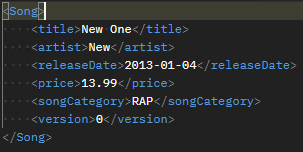 <Song>
<title>New One</title>
<artist>New</artist>
<releaseDate>2013-01-04</releaseDate>
<price>13.99</price>
<songCategory>RAP</songCategory>
<version>0</version>
</Song>